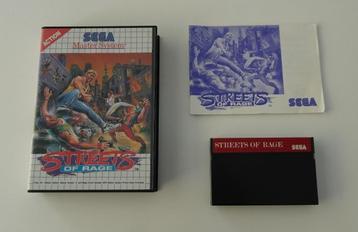 ACTION
SEGA
Master System
STREETS
OF RAGE
STREETS
OF RAGE
SEGA
STREETS OF RAGE
SEGA